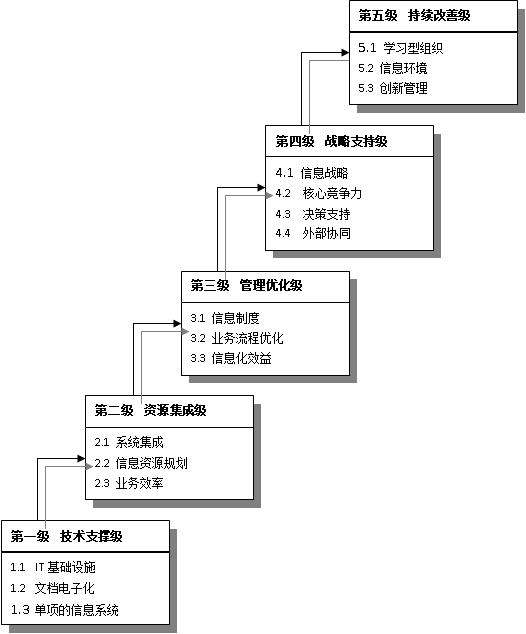 第五级 持续改善级
5.1 学习型组织
5.2 信息环境
5.3 创新管理
第四级 战略支持级
4.1 信息战略
4.2 核心竞争力
4.3 决策支持
4.4 外部协同
第三级 管理优化级
3.1 信息制度
3.2 业务流程优化
3.3 信息化效益
第二级 资源集成级
2.1 系统集成
2.2 信息资源规划
2.3 业务效率
第一级 技术支撑级
1.1 IT基础设施
1.2 文档电子化
1.3 单项的信息系统